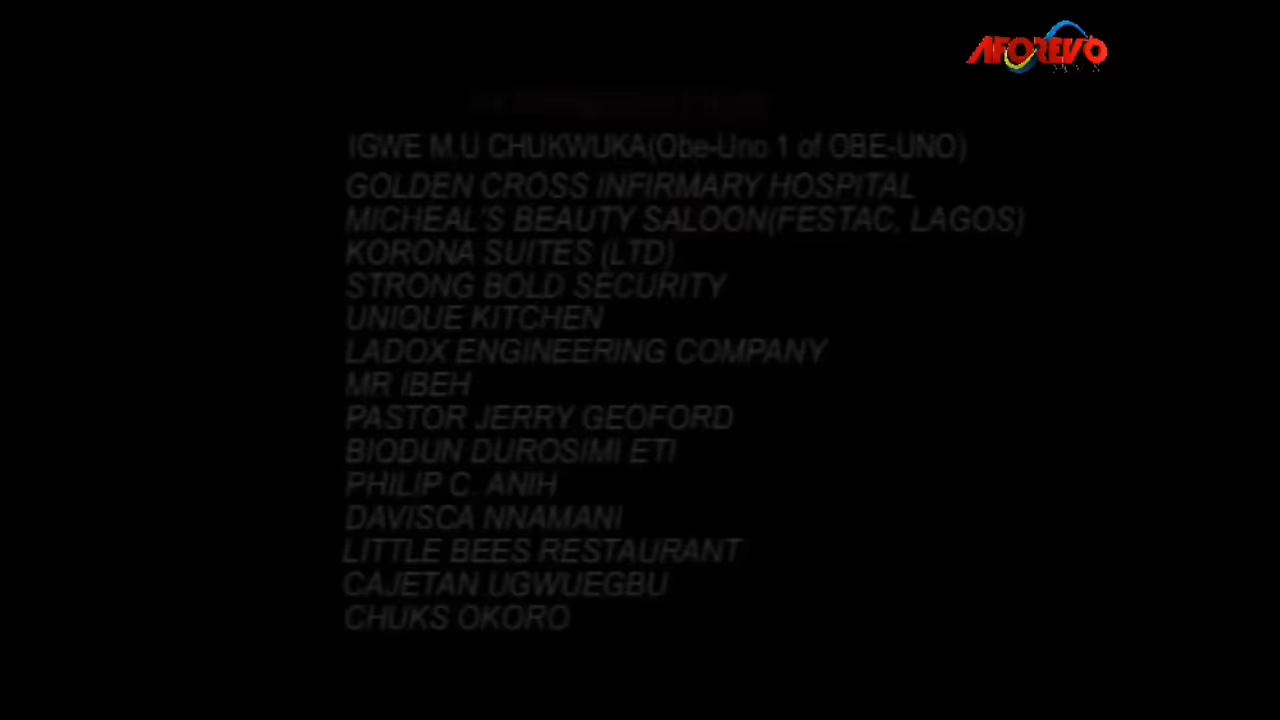 AFOREVO
IGWE M.U CHUKWUKA(Obe-Uno 1 of OBE-UNO)
GOLDEN CROSS INFIRMARY HOSPITAL
MICHEAL'S BEAUTY SALOON(FESTAC, LAGOS)
KORONA SUITES (LTD)
STRONG BOLD SECURITY
UNIQUE KITCHEN
LADOX ENGINEERING COMPANY
MR IBEH
PASTOR JERRY GEOFORD
BIODUN DUROSIMI ETI
PHILIP C. ANIH
DAVISCA NNAMANI
LITTLE BEES RESTAURANT
CAJETAN UGWUEGBU
CHUKS OKORO